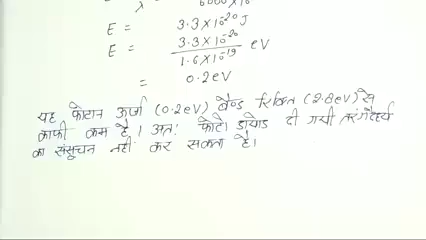 λ 6000×10
E = 3.3×10⁻²⁰ J
E = 3.3×10⁻²⁰ / 1.6×10⁻¹⁹ eV
= 0.2eV
यह फोटान ऊर्जा (0.2eV) बैण्ड रिक्ति (2.8eV) से
काफी कम है। अतः फोटो डायोड दी गयी तरंगदैर्ध्य
का संसूचन नहीं कर सकता है।